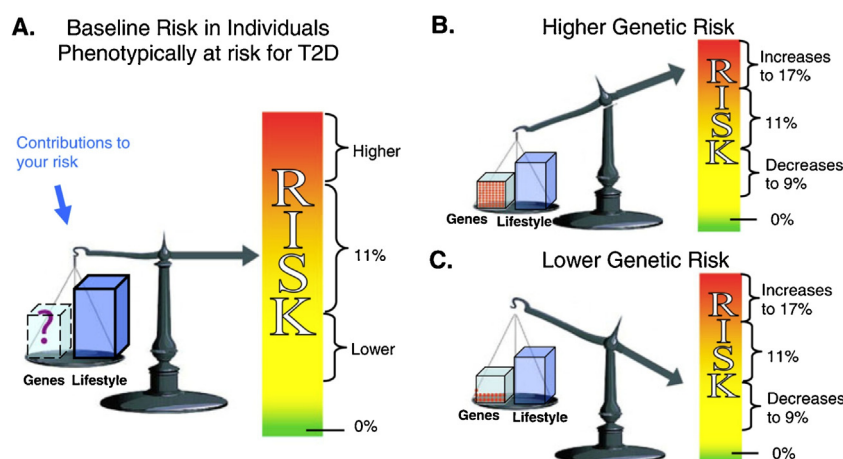 A.
Baseline Risk in Individuals
Phenotypically at risk for T2D
Contributions to
your risk
?
Genes Lifestyle
RISK
Higher
11%
Lower
0%
B.
Higher Genetic Risk
Genes Lifestyle
RISK
Increases
to 17%
11%
Decreases
to 9%
0%
C.
Lower Genetic Risk
Genes Lifestyle
RISK
Increases
to 17%
11%
Decreases
to 9%
0%